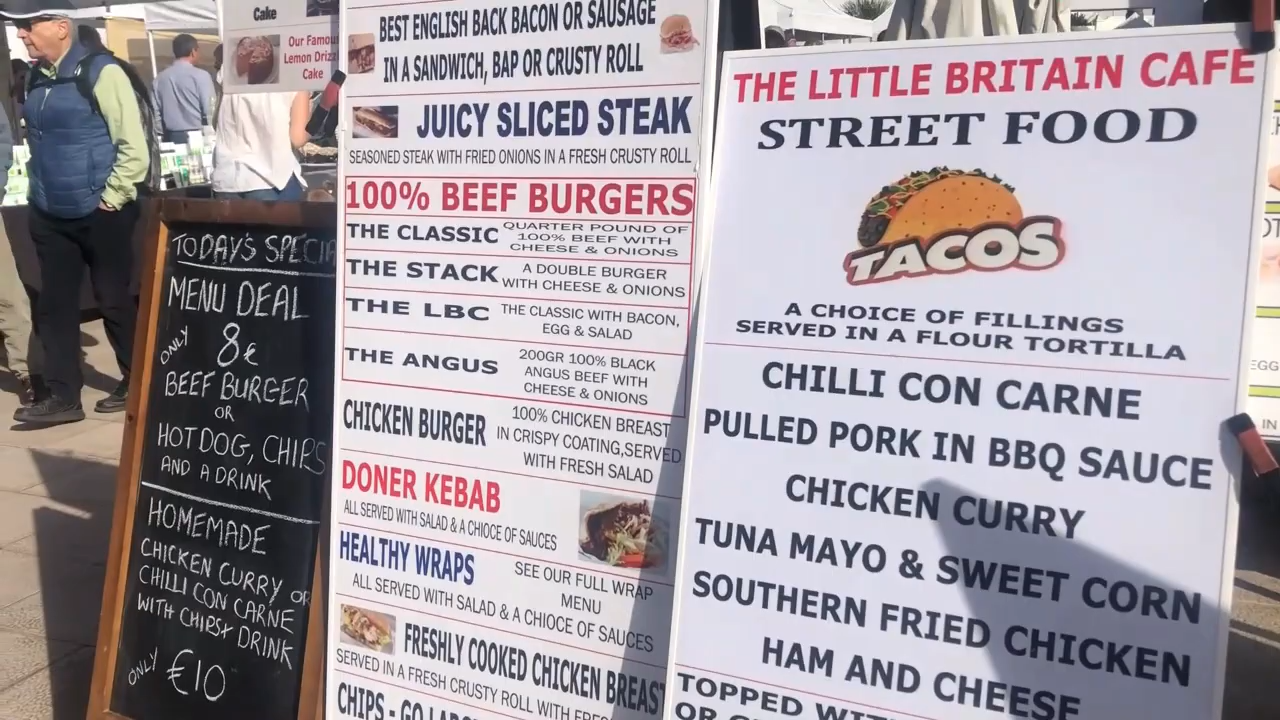 Cake
Our Famou
Lemon Drizz
Cake
TODAY'S SPECIA
MENU DEAL
ONLY 8€
BEEF BURGER
OR
HOT DOG, CHIPS
AND A DRINK
HOMEMADE
CHICKEN CURRY OR
CHILLI CON CARNE
WITH CHIPS+ DRINK
ONLY €10
BEST ENGLISH BACK BACON OR SAUSAGE
IN A SANDWICH, BAP OR CRUSTY ROLL
JUICY SLICED STEAK
SEASONED STEAK WITH FRIED ONIONS IN A FRESH CRUSTY ROLL
100% BEEF BURGERS
THE CLASSIC QUARTER POUND OF
100% BEEF WITH
CHEESE & ONIONS
THE STACK A DOUBLE BURGER
WITH CHEESE & ONIONS
THE LBC THE CLASSIC WITH BACON,
EGG & SALAD
THE ANGUS 200GR 100% BLACK
ANGUS BEEF WITH
CHEESE & ONIONS
CHICKEN BURGER 100% CHICKEN BREAST
IN CRISPY COATING,SERVED
WITH FRESH SALAD
DONER KEBAB
ALL SERVED WITH SALAD & A CHIOCE OF SAUCES
HEALTHY WRAPS SEE OUR FULL WRAP
MENU
ALL SERVED WITH SALAD & A CHIOCE OF SAUCES
FRESHLY COOKED CHICKEN BREAST
SERVED IN A FRESH CRUSTY ROLL WITH FRES
CHIPS - GO LARG
THE LITTLE BRITAIN CAFE
STREET FOOD
TACOS
A CHOICE OF FILLINGS
SERVED IN A FLOUR TORTILLA
CHILLI CON CARNE
PULLED PORK IN BBQ SAUCE
CHICKEN CURRY
TUNA MAYO & SWEET CORN
SOUTHERN FRIED CHICKEN
HAM AND CHEESE
TOPPED WIT
EGG
IN